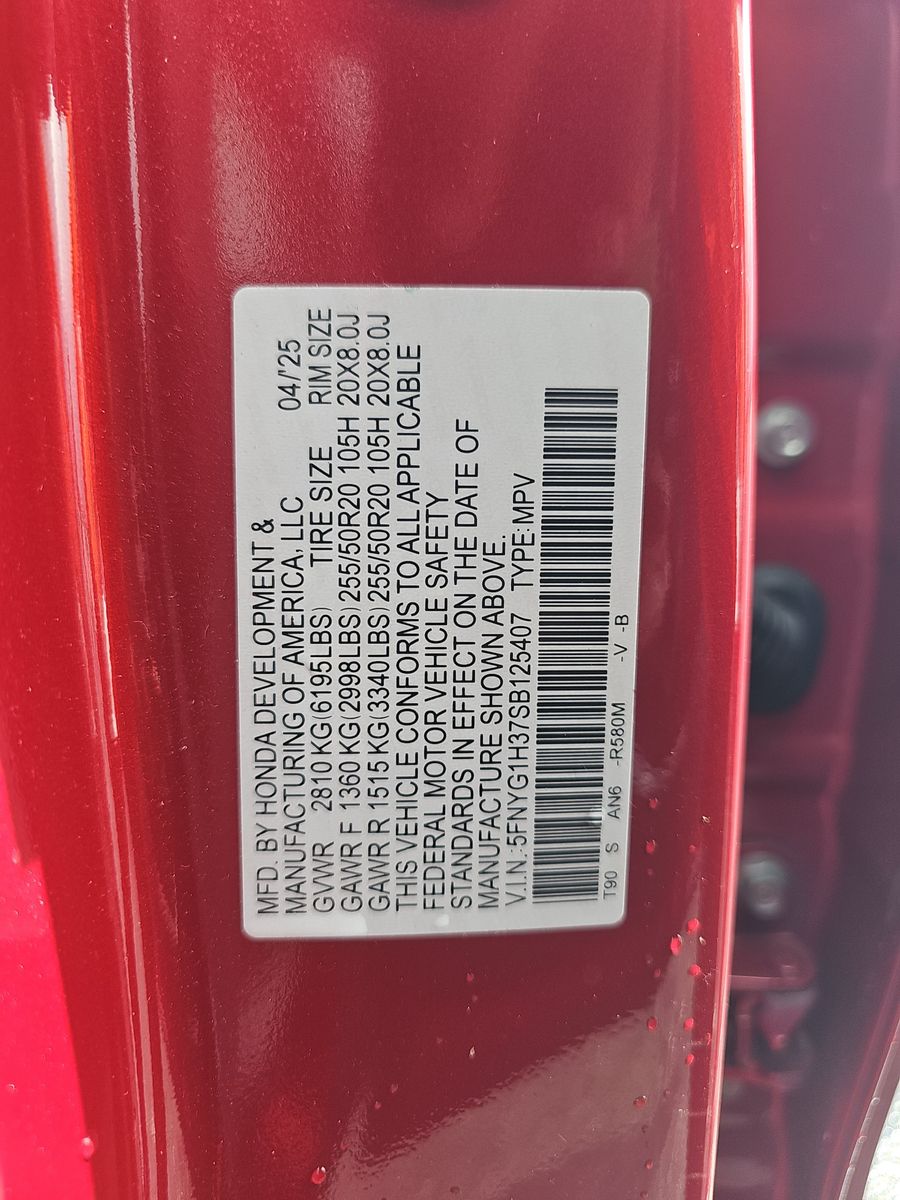 MFD. BY HONDA DEVELOPMENT &
MANUFACTURING OF AMERICA, LLC 04/'25
GVWR 2810 KG(6195LBS) TIRE SIZE RIM SIZE
GAWR F 1360 KG(2998LBS) 255/50R20 105H 20X8.0J
GAWR R 1515 KG(3340LBS) 255/50R20 105H 20X8.0J
THIS VEHICLE CONFORMS TO ALL APPLICABLE
FEDERAL MOTOR VEHICLE SAFETY
STANDARDS IN EFFECT ON THE DATE OF
MANUFACTURE SHOWN ABOVE.
V.I.N.: 5FNYG1H37SB125407 TYPE: MPV
T90 S AN6 -R580M -V -B